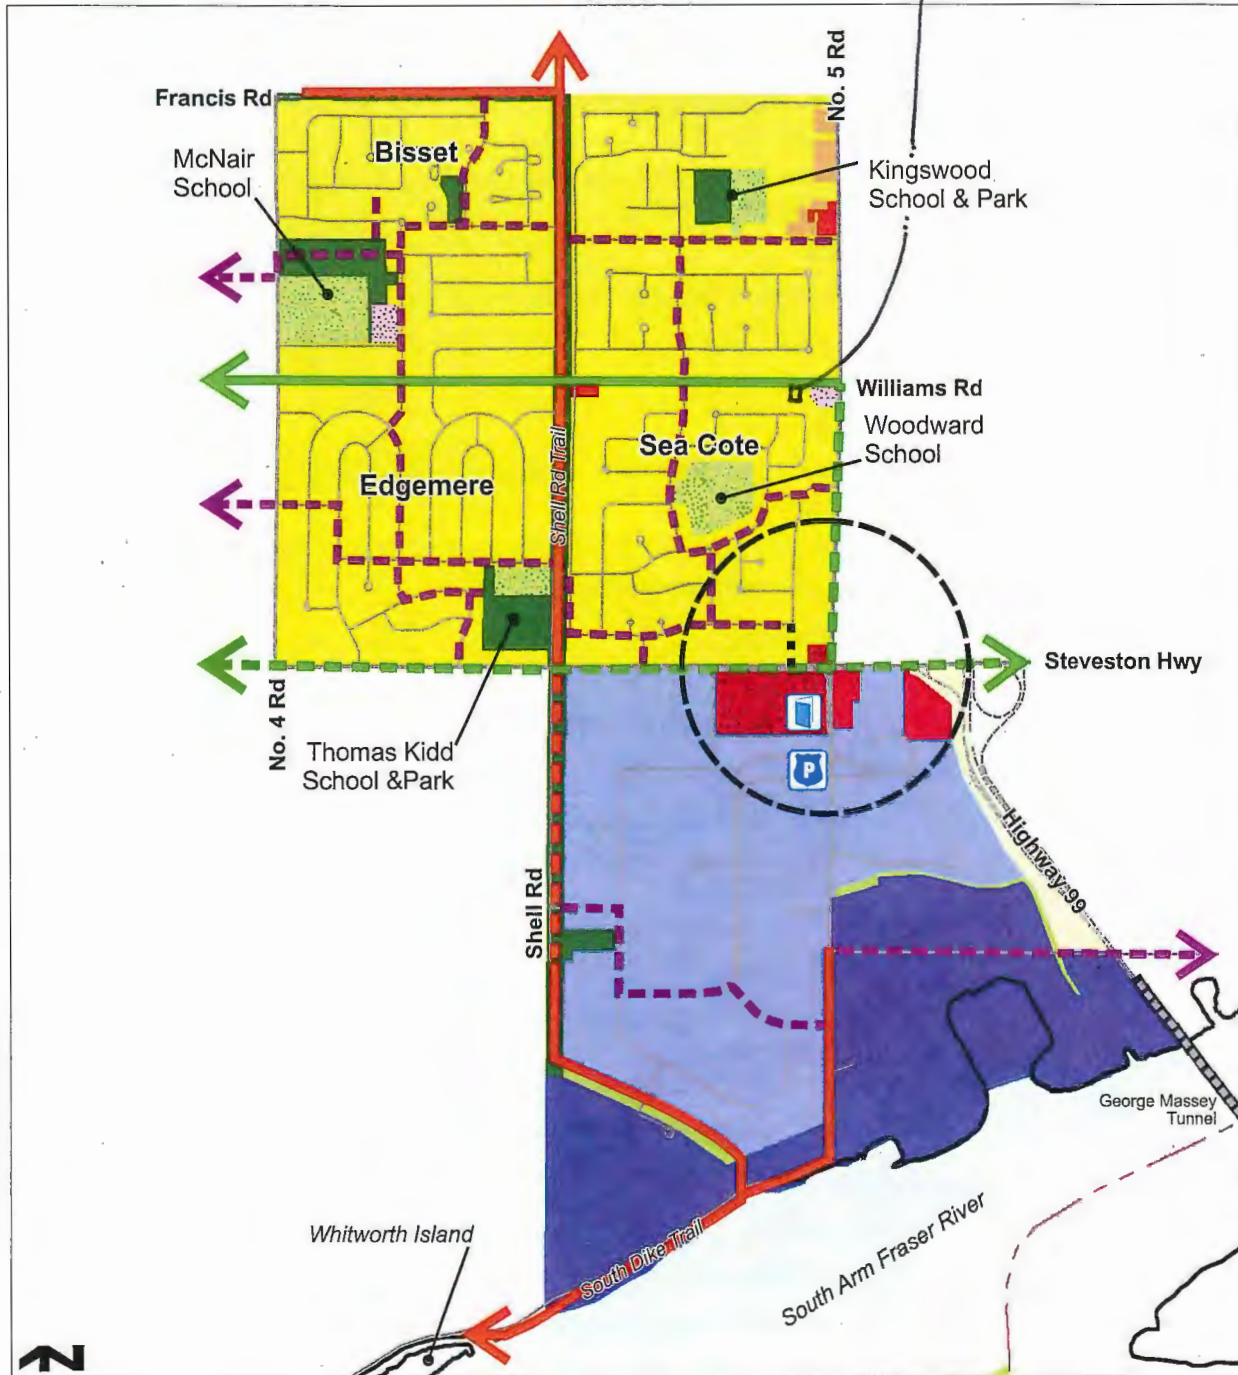 No. 5 Rd
Francis Rd
Bisset
McNair
School
Kingswood
School & Park
Williams Rd
Woodward
School
Sea Cote
Edgemere
Shell Rd Trail
Steveston Hwy
No. 4 Rd
Thomas Kidd
School &Park
P
Highway 99
Shell Rd
George Massey
Tunnel
Whitworth Island
South Dike Trail
South Arm Fraser River
N